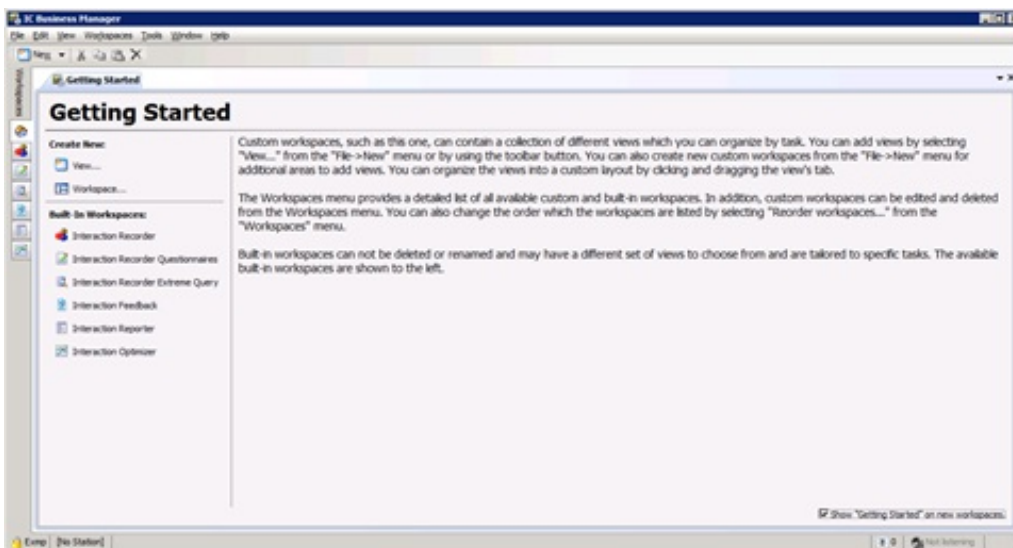 IC Business Manager
File Edit View Workspaces Tools Window Help
New
Workspaces
Getting Started
Getting Started
Create New:
View...
Workspace...
Built-In Workspaces:
Interaction Recorder
Interaction Recorder Questionnaires
Interaction Recorder Extreme Query
Interaction Feedback
Interaction Reporter
Interaction Optimizer
Custom workspaces, such as this one, can contain a collection of different views which you can organize by task. You can add views by selecting
"View..." from the "File->New" menu or by using the toolbar button. You can also create new custom workspaces from the "File->New" menu for
additional areas to add views. You can organize the views into a custom layout by clicking and dragging the view's tab.
The Workspaces menu provides a detailed list of all available custom and built-in workspaces. In addition, custom workspaces can be edited and deleted
from the Workspaces menu. You can also change the order which the workspaces are listed by selecting "Reorder workspaces..." from the
"Workspaces" menu.
Built-in workspaces can not be deleted or renamed and may have a different set of views to choose from and are tailored to specific tasks. The available
built-in workspaces are shown to the left.
Show "Getting Started" on new workspaces.
[No Station]
0
Not listening